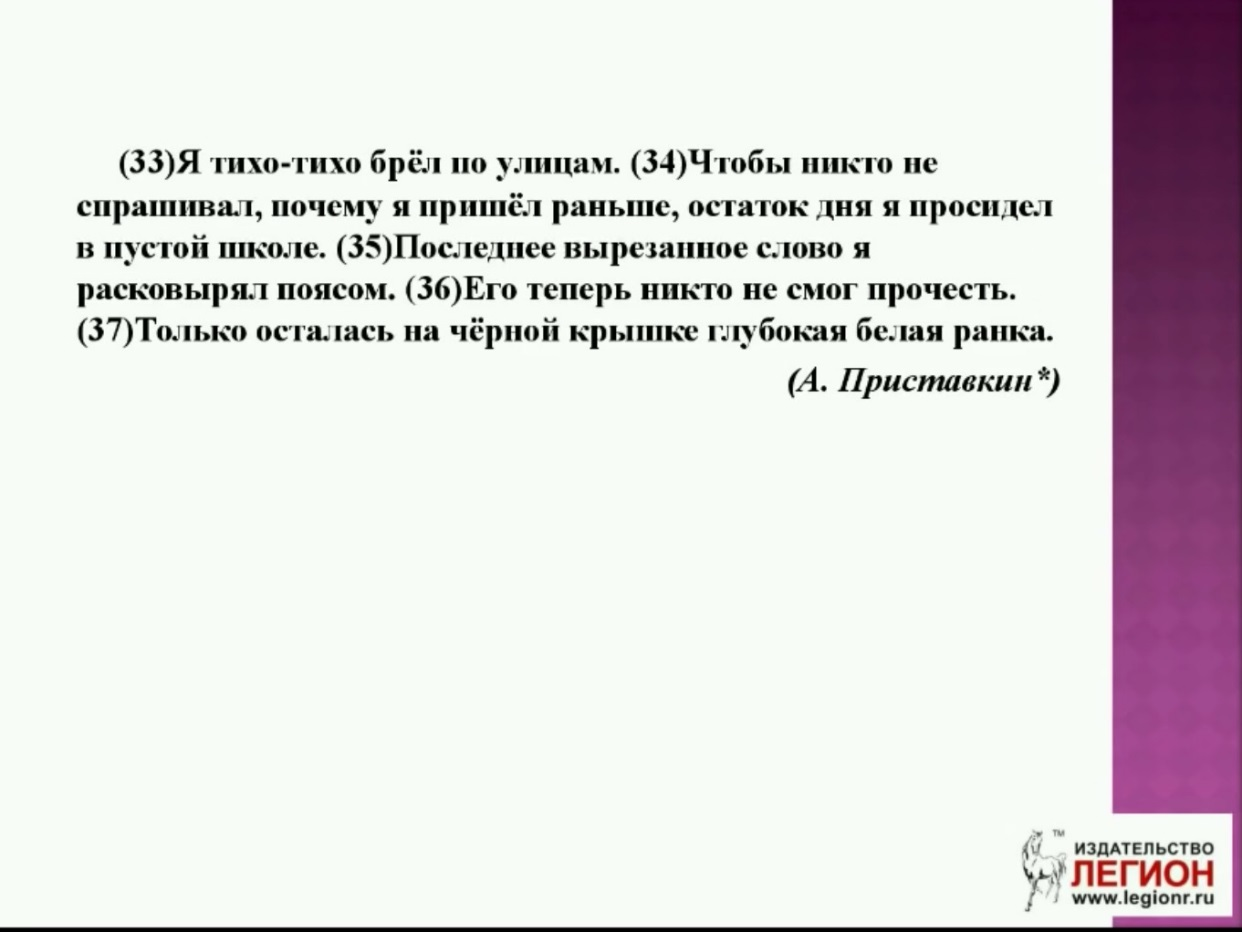 (33)Я тихо-тихо брёл по улицам. (34)Чтобы никто не
спрашивал, почему я пришёл раньше, остаток дня я просидел
в пустой школе. (35)Последнее вырезанное слово я
расковырял поясом. (36)Его теперь никто не смог прочесть.
(37)Только осталась на чёрной крышке глубокая белая ранка.
(А. Приставкин*)
TM
ИЗДАТЕЛЬСТВО
ЛЕГИОН
www.legionr.ru